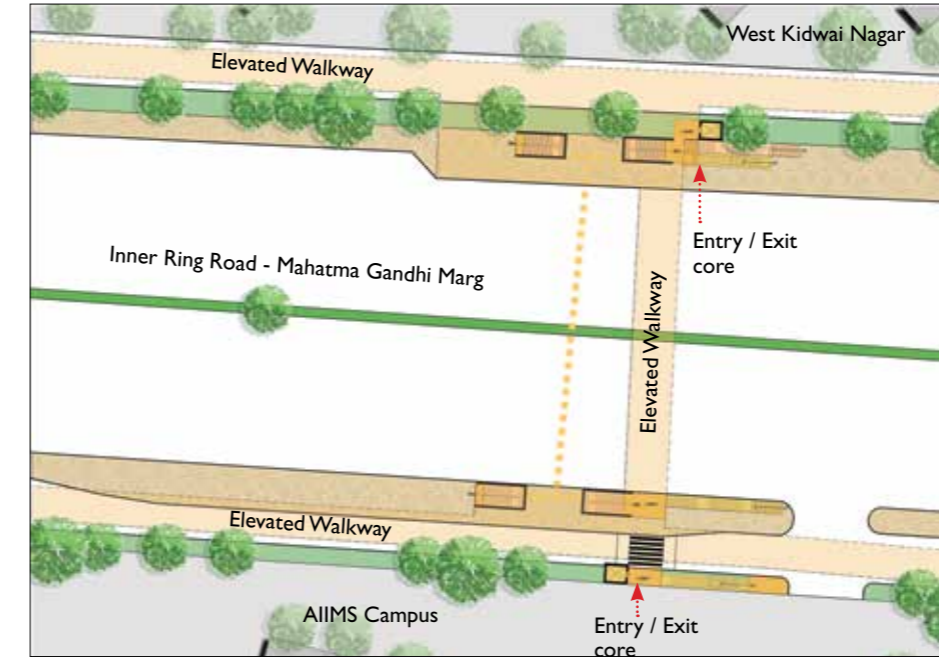 West Kidwai Nagar
Elevated Walkway
Entry / Exit
core
Inner Ring Road - Mahatma Gandhi Marg
Elevated Walkway
Elevated Walkway
AIIMS Campus
Entry / Exit
core